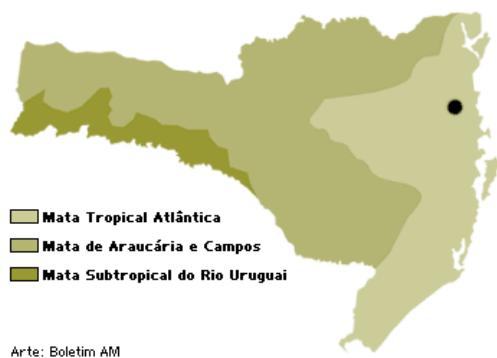 Mata Tropical Atlântica
Mata de Araucária e Campos
Mata Subtropical do Rio Uruguai
Arte: Boletim AM